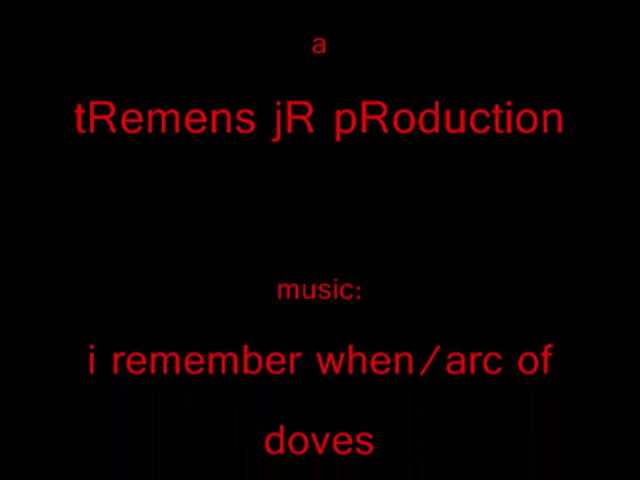 a
tRemens jR pRoduction
music:
i remember when/arc of
doves